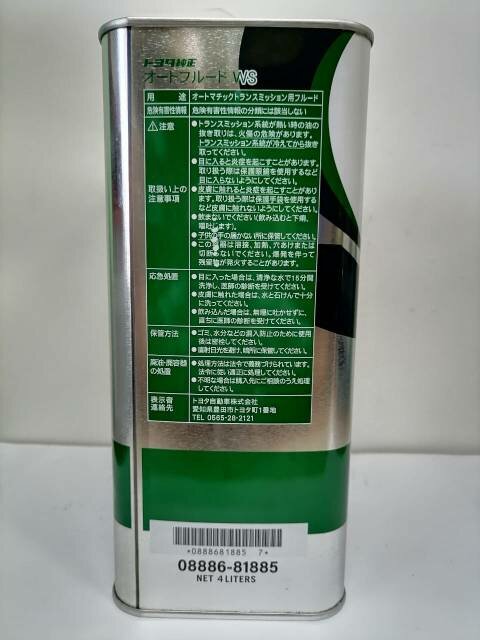 トヨタ純正
オートフルード WS
用途 オートマチックトランスミッション用フルード
危険有害性情報 危険有害性情報の分類には該当しない
⚠注意 ●トランスミッション系統が熱い時の油の
抜き取りは、火傷の危険があります。
トランスミッション系統が冷えてから抜き
取ってください。
取扱い上の
注意事項
●目に入ると炎症を起こすことがあります。
取り扱う際は保護眼鏡を使用するなど
目に入らないようにしてください。
●皮膚に触れると炎症を起こすことがあり
ます。取り扱う際は保護手袋を使用する
など皮膚に触れないようにしてください。
●飲まないでください(飲み込むと下痢、
嘔吐します)。
●子供の手の届かない所に保管してください。
●この容器は溶接、加熱、穴あけまたは
切断しないでください。爆発を伴って
残留物が発火することがあります。
応急処置 ●目に入った場合は、清浄な水で15分間
洗浄し、医師の診断を受けてください。
●皮膚に触れた場合は、水と石けんで十分
に洗ってください。
●飲み込んだ場合は、無理に吐かせずに、
直ちに医師の診断を受けてください。
保管方法 ●ゴミ、水分などの混入防止のために使用
後は密栓してください。
●直射日光を避け、暗所に保管してください。
廃油・廃容器
の処置
●処理方法は法令で義務づけられています。
法令に従い適正に処理してください。
●不明な場合は購入先にご相談のうえ処理
してください。
表示者
連絡先
トヨタ自動車株式会社
愛知県豊田市トヨタ町1番地
TEL 0565-28-2121
*0888681885 7*
08886-81885
NET 4 LITERS